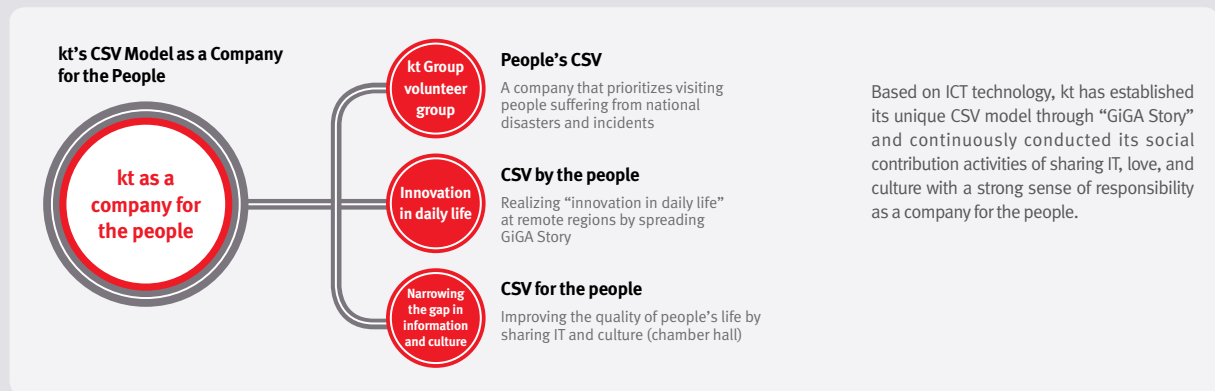 kt's CSV Model as a Company
for the People
kt as a
company for
the people
kt Group
volunteer
group
People's CSV
A company that prioritizes visiting
people suffering from national
disasters and incidents
Innovation
in daily life
CSV by the people
Realizing “innovation in daily life”
at remote regions by spreading
GiGA Story
Narrowing
the gap in
information
and culture
CSV for the people
Improving the quality of people's life by
sharing IT and culture (chamber hall)
Based on ICT technology, kt has established
its unique CSV model through “GiGA Story”
and continuously conducted its social
contribution activities of sharing IT, love, and
culture with a strong sense of responsibility
as a company for the people.